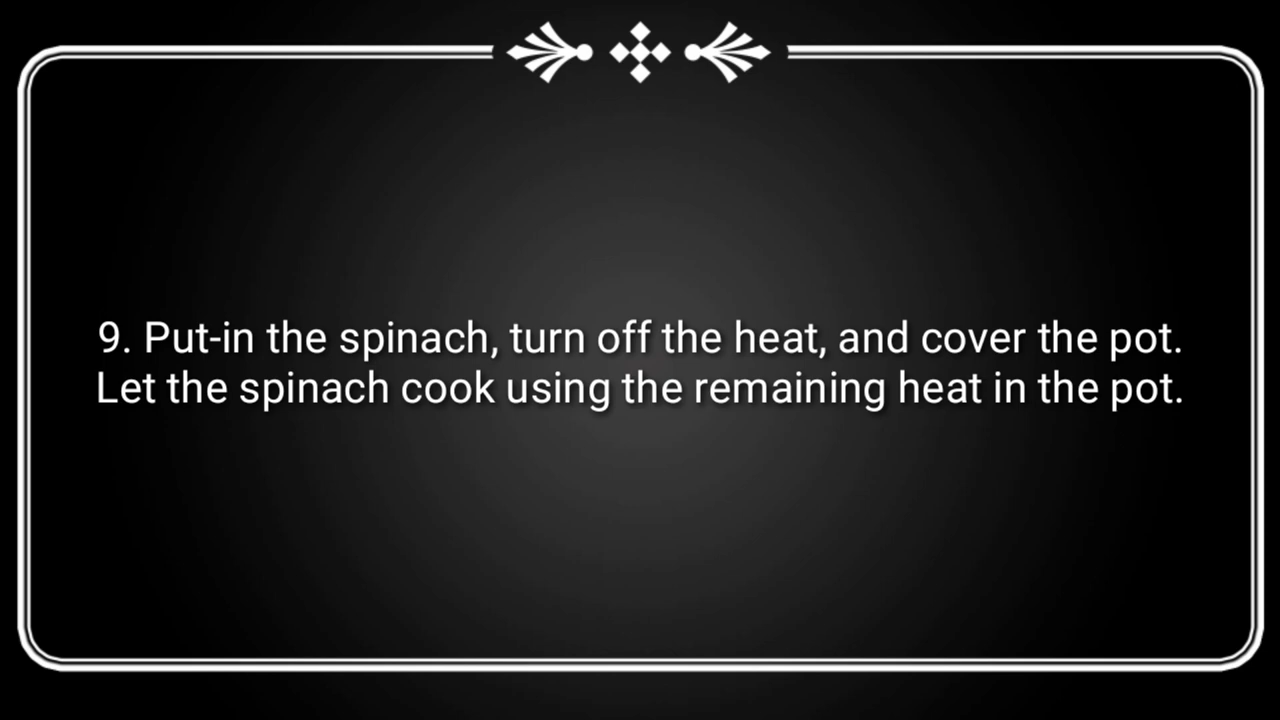 9. Put-in the spinach, turn off the heat, and cover the pot.
Let the spinach cook using the remaining heat in the pot.